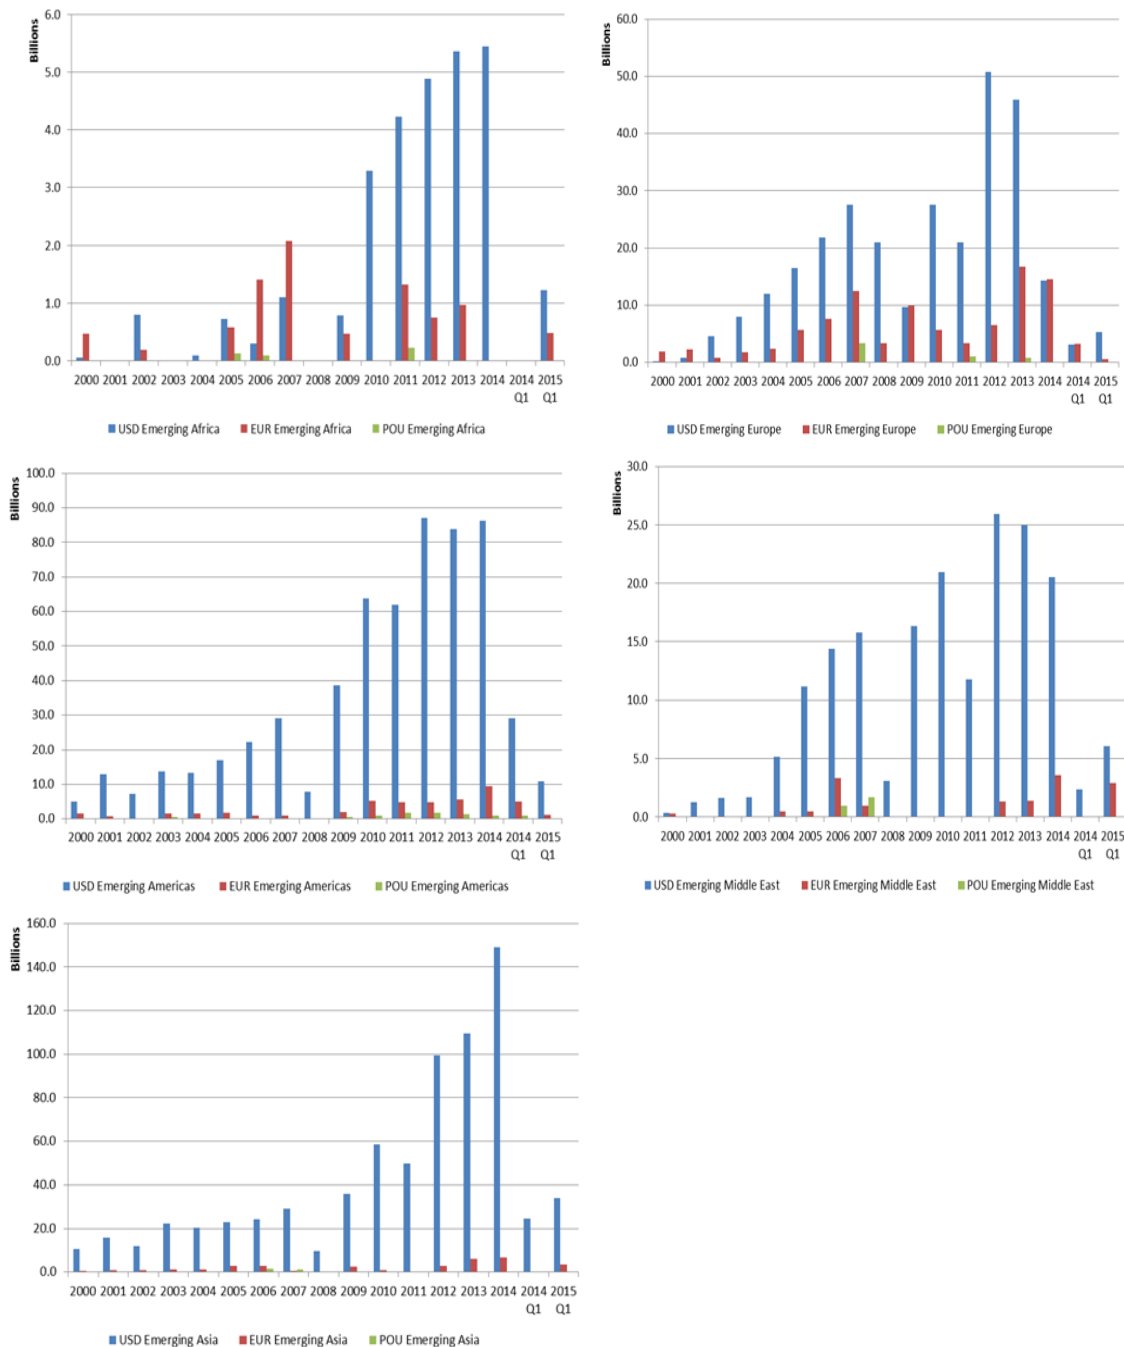 Billions
6.0
5.0
4.0
3.0
2.0
1.0
0.0
2000 2001 2002 2003 2004 2005 2006 2007 2008 2009 2010 2011 2012 2013 2014 2014 2015
Q1 Q1
USD Emerging Africa EUR Emerging Africa POU Emerging Africa
Billions
60.0
50.0
40.0
30.0
20.0
10.0
0.0
2000 2001 2002 2003 2004 2005 2006 2007 2008 2009 2010 2011 2012 2013 2014 2014 2015
Q1 Q1
USD Emerging Europe EUR Emerging Europe POU Emerging Europe
Billions
100.0
90.0
80.0
70.0
60.0
50.0
40.0
30.0
20.0
10.0
0.0
2000 2001 2002 2003 2004 2005 2006 2007 2008 2009 2010 2011 2012 2013 2014 2014 2015
Q1 Q1
USD Emerging Americas EUR Emerging Americas POU Emerging Americas
Billions
30.0
25.0
20.0
15.0
10.0
5.0
0.0
2000 2001 2002 2003 2004 2005 2006 2007 2008 2009 2010 2011 2012 2013 2014 2014 2015
Q1 Q1
USD Emerging Middle East EUR Emerging Middle East POU Emerging Middle East
Billions
160.0
140.0
120.0
100.0
80.0
60.0
40.0
20.0
0.0
2000 2001 2002 2003 2004 2005 2006 2007 2008 2009 2010 2011 2012 2013 2014 2014 2015
Q1 Q1
USD Emerging Asia EUR Emerging Asia POU Emerging Asia